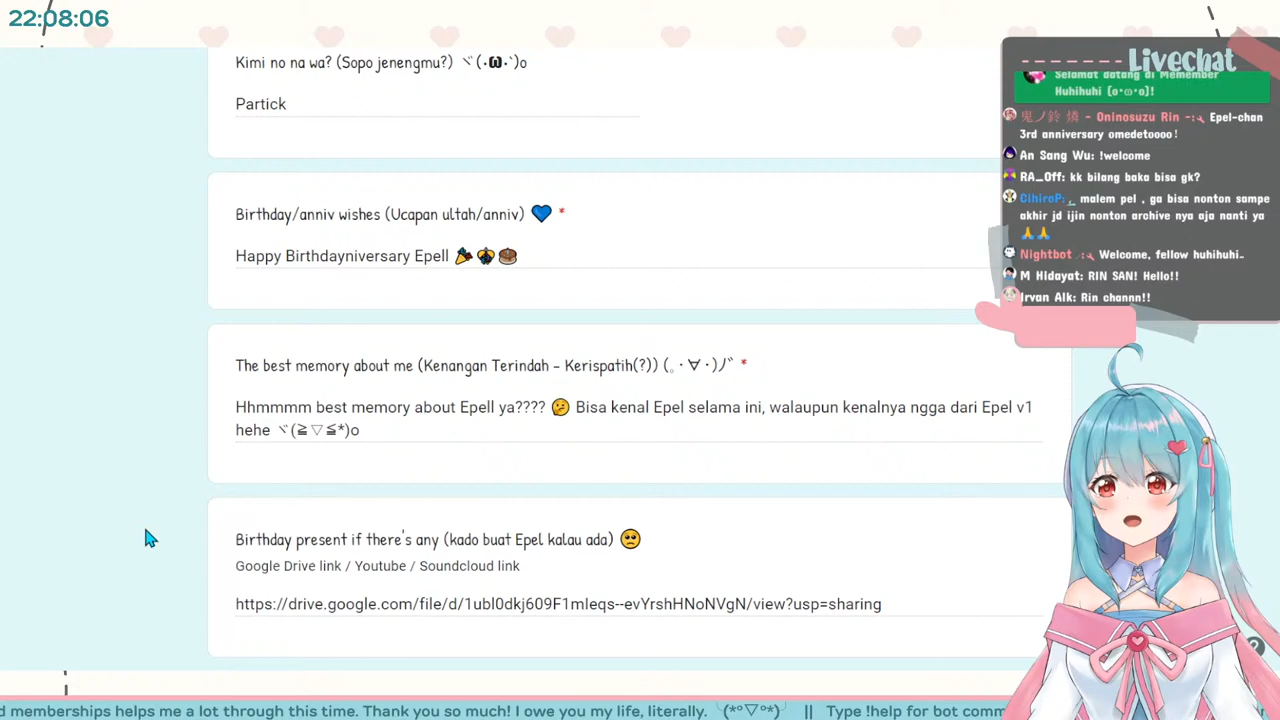 22:08:06
Kimi no na wa? (Sopo jenengmu?) ヾ(･ω･`)o
Partick
Birthday/anniv wishes (Ucapan ultah/anniv) 💙 *
Happy Birthdayniversary Epell 🎉 🎂
The best memory about me (Kenangan Terindah - Kerispatih(?)) (。･∀･)ﾉﾞ *
Hhmmmm best memory about Epell ya???? 🤔 Bisa kenal Epel selama ini, walaupun kenalnya ngga dari Epel v1
hehe ヾ(≧▽≦*)o
Birthday present if there's any (kado buat Epel kalau ada) 🥺
Google Drive link / Youtube / Soundcloud link
https://drive.google.com/file/d/1ubl0dkj609F1mIeqs--evYrshHNoNVgN/view?usp=sharing
Livechat
Selamat datang di Memember
Huhihuhi (o･ω･o)!
鬼ノ鈴 燐 - Oninosuzu Rin -: Epel-chan
3rd anniversary omedetoooo!
An Sang Wu: !welcome
RA_Off: kk bilang baka bisa gk?
ClhiroP: malem pel , ga bisa nonton sampe
akhir jd ijin nonton archive nya aja nanti ya
🙏🙏
Nightbot: Welcome, fellow huhihuhi.
M Hidayat: RIN SAN! Hello!!
Irvan Alk: Rin channn!!
d memberships helps me a lot through this time. Thank you so much! I owe you my life, literally. (*°▽°*) || Type !help for bot comm